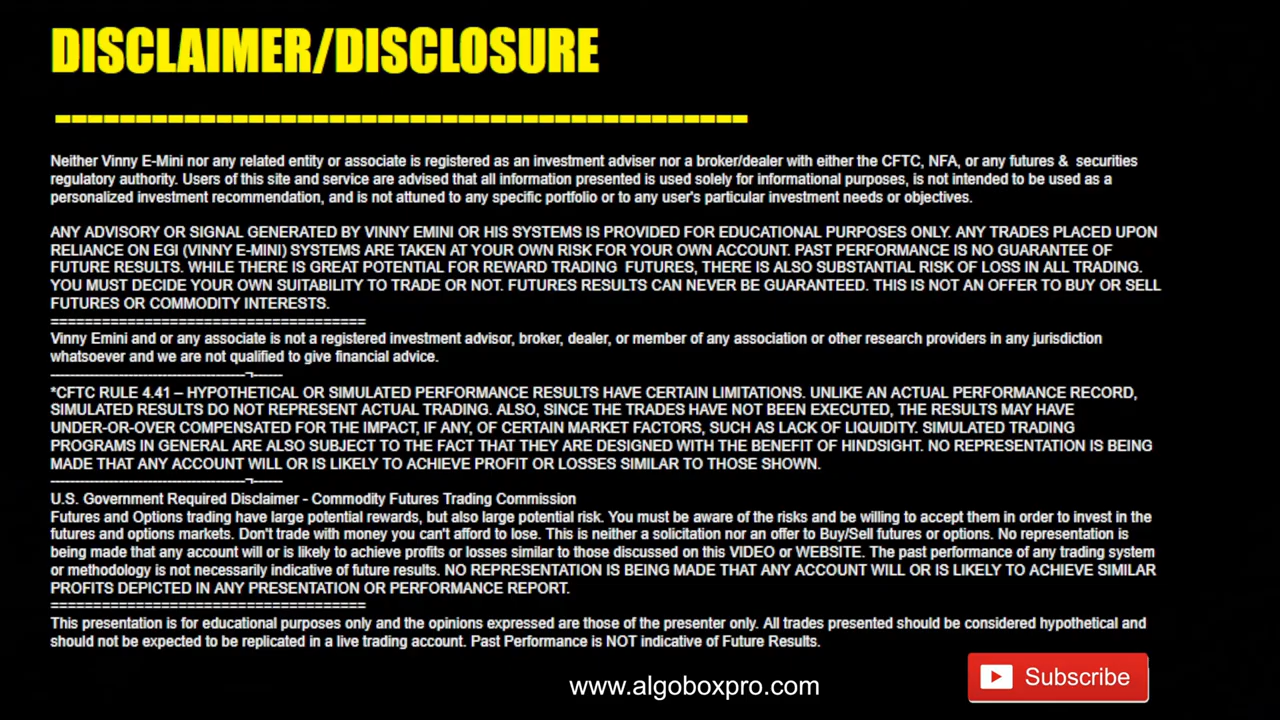 DISCLAIMER/DISCLOSURE
Neither Vinny E-Mini nor any related entity or associate is registered as an investment adviser nor a broker/dealer with either the CFTC, NFA, or any futures & securities
regulatory authority. Users of this site and service are advised that all information presented is used solely for informational purposes, is not intended to be used as a
personalized investment recommendation, and is not attuned to any specific portfolio or to any user's particular investment needs or objectives.
ANY ADVISORY OR SIGNAL GENERATED BY VINNY EMINI OR HIS SYSTEMS IS PROVIDED FOR EDUCATIONAL PURPOSES ONLY. ANY TRADES PLACED UPON
RELIANCE ON EGI (VINNY E-MINI) SYSTEMS ARE TAKEN AT YOUR OWN RISK FOR YOUR OWN ACCOUNT. PAST PERFORMANCE IS NO GUARANTEE OF
FUTURE RESULTS. WHILE THERE IS GREAT POTENTIAL FOR REWARD TRADING FUTURES, THERE IS ALSO SUBSTANTIAL RISK OF LOSS IN ALL TRADING.
YOU MUST DECIDE YOUR OWN SUITABILITY TO TRADE OR NOT. FUTURES RESULTS CAN NEVER BE GUARANTEED. THIS IS NOT AN OFFER TO BUY OR SELL
FUTURES OR COMMODITY INTERESTS.
=====================================
Vinny Emini and or any associate is not a registered investment advisor, broker, dealer, or member of any association or other research providers in any jurisdiction
whatsoever and we are not qualified to give financial advice.
-----------------------------------------------¬------
*CFTC RULE 4.41 – HYPOTHETICAL OR SIMULATED PERFORMANCE RESULTS HAVE CERTAIN LIMITATIONS. UNLIKE AN ACTUAL PERFORMANCE RECORD,
SIMULATED RESULTS DO NOT REPRESENT ACTUAL TRADING. ALSO, SINCE THE TRADES HAVE NOT BEEN EXECUTED, THE RESULTS MAY HAVE
UNDER-OR-OVER COMPENSATED FOR THE IMPACT, IF ANY, OF CERTAIN MARKET FACTORS, SUCH AS LACK OF LIQUIDITY. SIMULATED TRADING
PROGRAMS IN GENERAL ARE ALSO SUBJECT TO THE FACT THAT THEY ARE DESIGNED WITH THE BENEFIT OF HINDSIGHT. NO REPRESENTATION IS BEING
MADE THAT ANY ACCOUNT WILL OR IS LIKELY TO ACHIEVE PROFIT OR LOSSES SIMILAR TO THOSE SHOWN.
-----------------------------------------------¬------
U.S. Government Required Disclaimer - Commodity Futures Trading Commission
Futures and Options trading have large potential rewards, but also large potential risk. You must be aware of the risks and be willing to accept them in order to invest in the
futures and options markets. Don't trade with money you can't afford to lose. This is neither a solicitation nor an offer to Buy/Sell futures or options. No representation is
being made that any account will or is likely to achieve profits or losses similar to those discussed on this VIDEO or WEBSITE. The past performance of any trading system
or methodology is not necessarily indicative of future results. NO REPRESENTATION IS BEING MADE THAT ANY ACCOUNT WILL OR IS LIKELY TO ACHIEVE SIMILAR
PROFITS DEPICTED IN ANY PRESENTATION OR PERFORMANCE REPORT.
=====================================
This presentation is for educational purposes only and the opinions expressed are those of the presenter only. All trades presented should be considered hypothetical and
should not be expected to be replicated in a live trading account. Past Performance is NOT indicative of Future Results.
www.algoboxpro.com
Subscribe